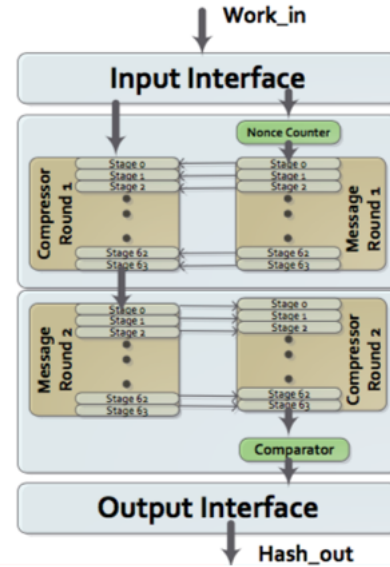 Work_in
Input Interface
Nonce Counter
Compressor
Round 1
Stage 0
Stage 1
Stage 2
Stage 62
Stage 63
Stage 0
Stage 1
Stage 2
Stage 62
Stage 63
Message
Round 1
Message
Round 2
Stage 0
Stage 1
Stage 2
Stage 62
Stage 63
Stage 0
Stage 1
Stage 2
Stage 62
Stage 63
Compressor
Round 2
Comparator
Output Interface
Hash_out